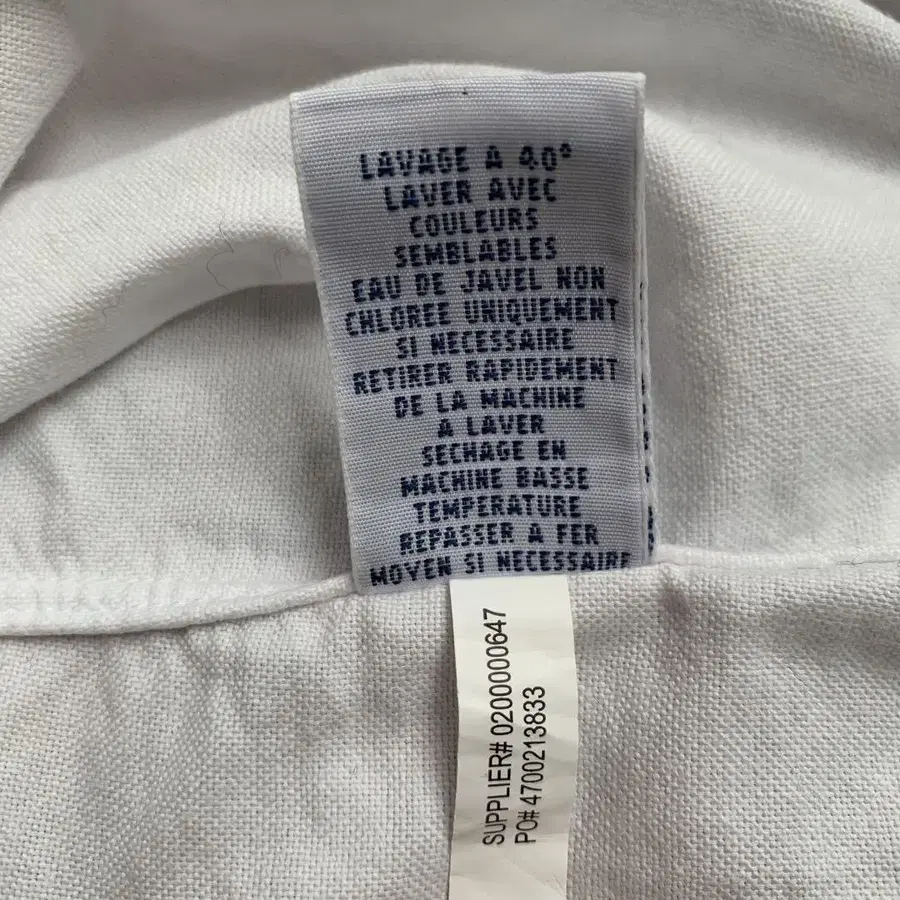 LAVAGE A 40°
LAVER AVEC
COULEURS
SEMBLABLES
EAU DE JAVEL NON
CHLOREE UNIQUEMENT
SI NECESSAIRE
RETIRER RAPIDEMENT
DE LA MACHINE
A LAVER
SECHAGE EN
MACHINE BASSE
TEMPERATURE
REPASSER A FER
MOYEN SI NECESSAIRE
SUPPLIER# 0200000647
PO# 4700213833